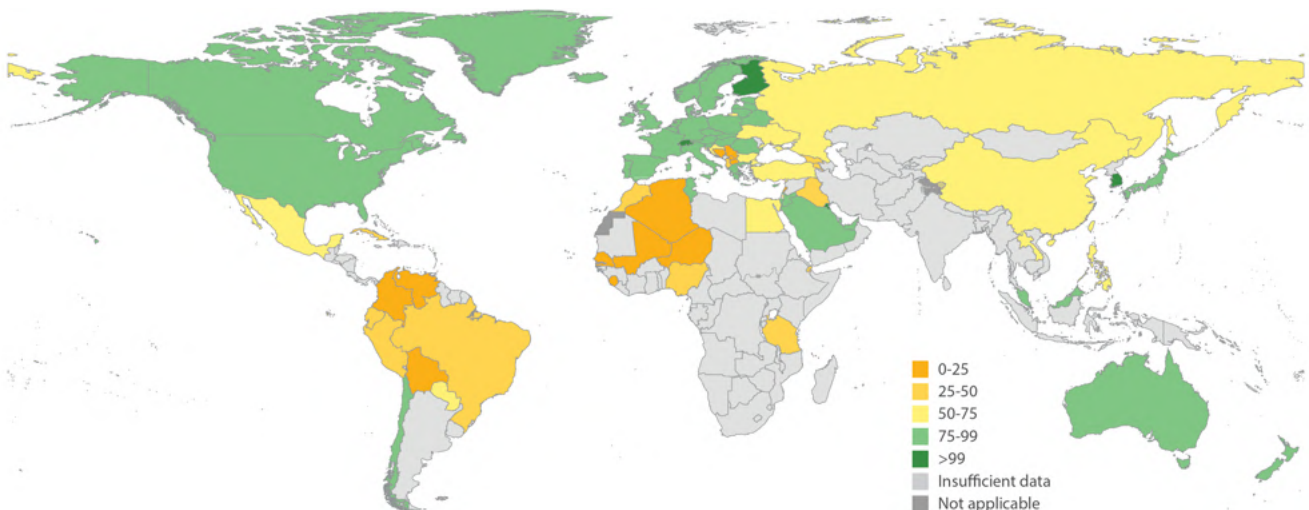 0-25
25-50
50-75
75-99
>99
Insufficient data
Not applicable